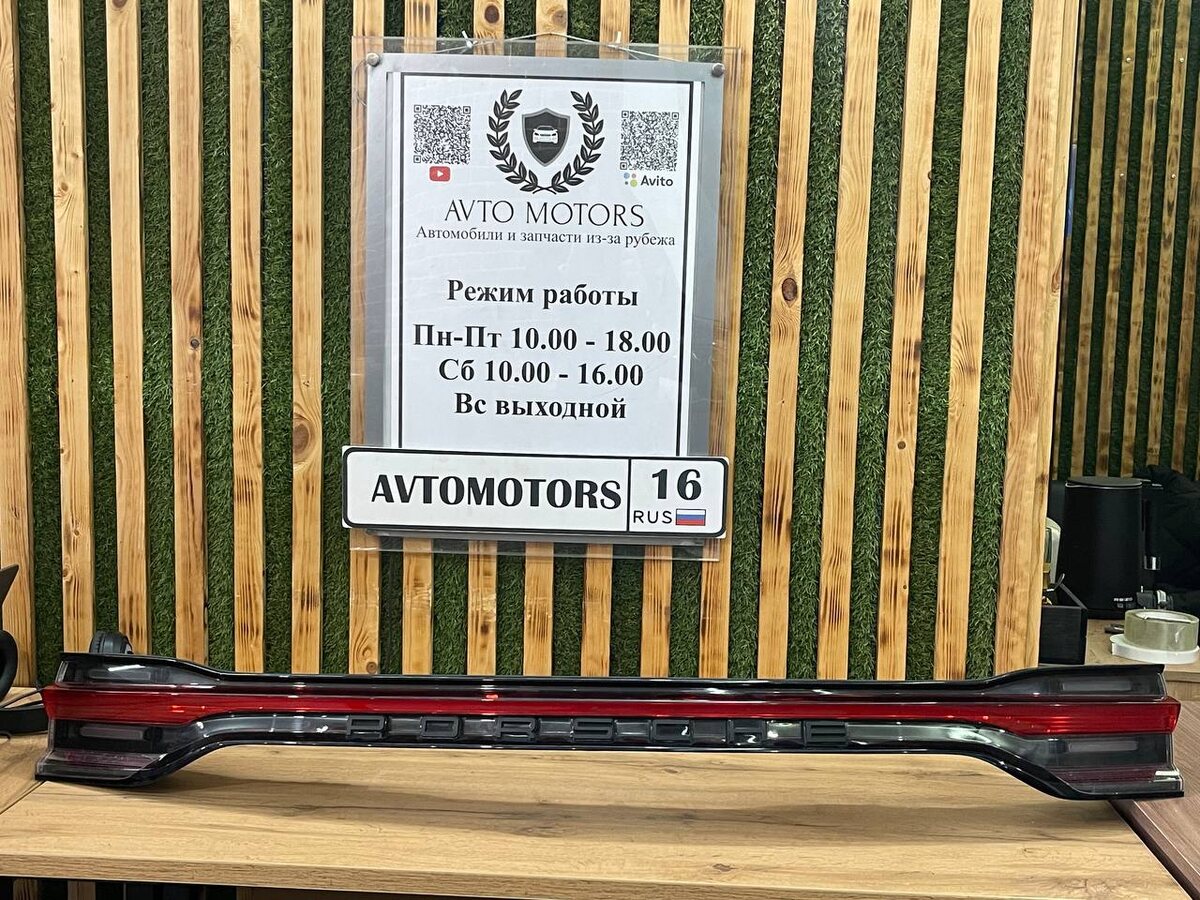 Avito
AVTO MOTORS
Автомобили и запчасти из-за рубежа
Режим работы
Пн-Пт 10.00 - 18.00
Сб 10.00 - 16.00
Вс выходной
AVTOMOTORS 16
RUS
PORSCHE